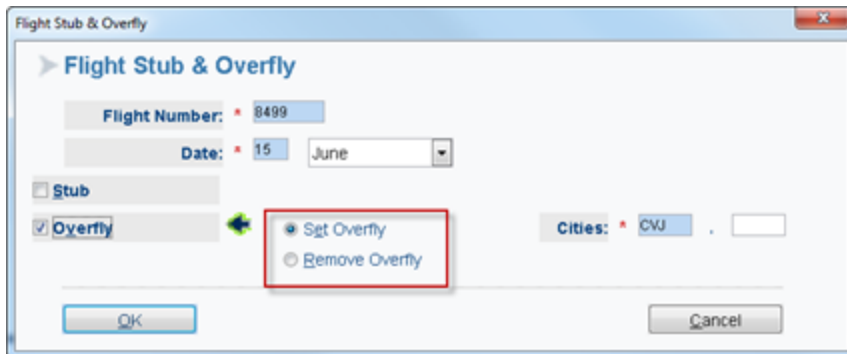 Flight Stub & Overfly
Flight Stub & Overfly
Flight Number: * 8499
Date: * 15 June
Stub
Overfly
Set Overfly
Remove Overfly
Cities: * CVJ .
OK
Cancel